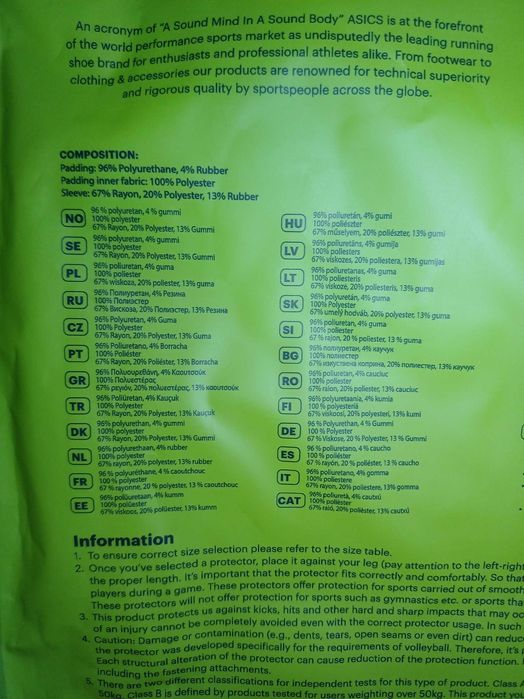 An acronym of "A Sound Mind In A Sound Body" ASICS is at the forefront
of the world performance sports market as undisputedly the leading running
shoe brand for enthusiasts and professional athletes alike. From footwear to
clothing & accessories our products are renowned for technical superiority
and rigorous quality by sportspeople across the globe.
COMPOSITION:
Padding: 96% Polyurethane, 4% Rubber
Padding inner fabric: 100% Polyester
Sleeve: 67% Rayon, 20% Polyester, 13% Rubber
NO
96 % polyuretan, 4 % gummi
100% polyester
67% Rayon, 20% Polyester, 13% Gummi
SE
96% polyuretan, 4% gummi
100% polyester
67% Rayon, 20% Polyester, 13% Gummi
PL
96% poliuretan, 4% guma
100% poliester
67% wiskoza, 20% poliester, 13% guma
RU
96% Полиуретан, 4% Резина
100% Полиэстер
67% Вискоза, 20% Полиэстер, 13% Резина
CZ
96% Polyuretan, 4% Guma
100% Polyester
67% Rayon, 20% Polyester, 13% Guma
PT
96% Poliuretano, 4% Borracha
100% Poliéster
67% Rayon, 20% Poliéster, 13% Borracha
GR
96% Πολυουρεθάνη, 4% Καουτσούκ
100% Πολυεστέρας
67% ρεγιόν, 20% πολυεστέρας, 13% καουτσούκ
TR
96% Poliüretan, 4% Kauçuk
100% Polyester
67% Rayon, 20% Polyester, 13% Kauçuk
DK
96% polyurethan, 4% gummi
100% polyester
67% Rayon, 20% Polyester, 13% Gummi
NL
96% polyurethaan, 4% rubber
100% polyester
67% rayon, 20% polyester, 13% rubber
FR
96% polyuréthane, 4 % caoutchouc
100 % polyester
67 % rayonne, 20 % polyester, 13 % caoutchouc
EE
96% polüuretaan, 4% kumm
100% polüester
67% viskoos, 20% polüester, 13% kumm
HU
96% poliuretán, 4% gumi
100% poliészter
67% műselyem, 20% poliészter, 13% gumi
LV
96% poliuretāns, 4% gumija
100% poliesters
67% viskozes, 20% poliestera, 13% gumijas
LT
96% poliuretanas, 4% guma
100% poliesteris
67% viskozė, 20% poliesteris, 13% guma
SK
96% polyuretán, 4% guma
100% Polyester
67% umelý hodváb, 20% polyester, 13% guma
SI
96% poliuretan, 4% guma
100% poliester
67 % rajon, 20 % poliester, 13 % guma
BG
96% полиуретан, 4% каучук
100% полиестер
67% изкуствена коприна, 20% полиестер, 13% каучук
RO
96% poliuretan, 4% cauciuc
100% poliester
67% raion, 20% poliester, 13% cauciuc
FI
96% polyuretaania, 4% kumia
100 % polyesteriä
67% viskoosi, 20% polyesteri, 13% kumi
DE
96 % Polyurethan, 4 % Gummi
100 % Polyester
67 % Viskose, 20 % Polyester, 13 % Gummi
ES
96 % poliuretano, 4 % caucho
100 % poliéster
67 % rayón, 20 % poliéster, 13 % caucho
IT
96% poliuretano, 4% gomma
100% poliestere
67% rayon, 20% poliestere, 13% gomma
CAT
96% poliuretà, 4% cautxú
100% polièster
67% raió, 20% polièster, 13% cautxú
Information
1. To ensure correct size selection please refer to the size table.
2. Once you've selected a protector, place it against your leg (pay attention to the left-right
the proper length. It's important that the protector fits correctly and comfortably. So that
players during a game. These protectors offer protection for sports carried out of smooth
These protectors will not offer protection for sports such as gymnastics etc. or sports tha
3. This product protects us against kicks, hits and other hard and sharp impacts that may oc
of an injury cannot be completely avoided even with the correct protector usage. In such
4. Caution: Damage or contamination (e.g., dents, tears, open seams or even dirt) can reduc
the protector was developed specifically for the requirements of volleyball. Therefore, it's
Each structural alteration of the protector can cause reduction of the protection function.
including the fastening attachments.
5. There are two different classifications for independent tests for this type of product. Class
50kg. Class B is defined by products tested for users weighting over 50kg. This product